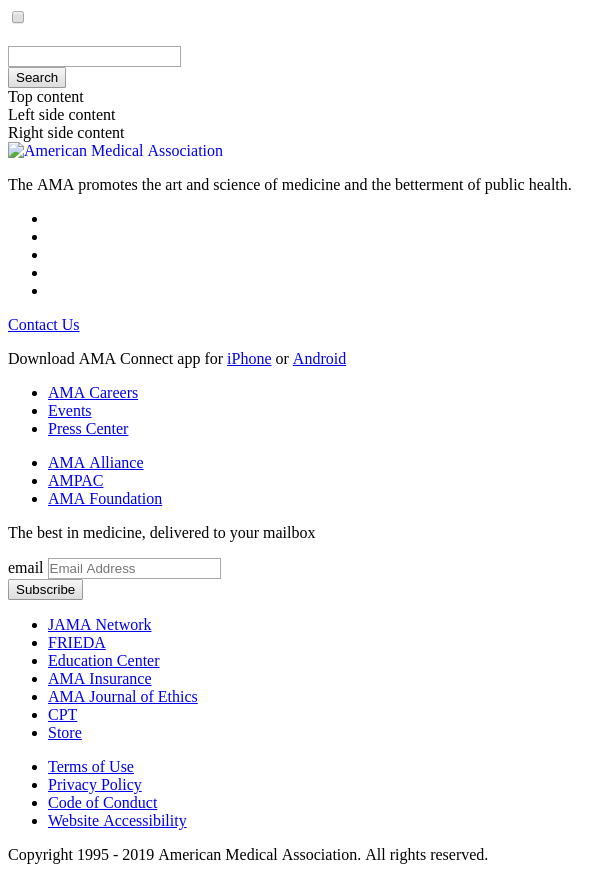 Search
Top content
Left side content
Right side content
American Medical Association
The AMA promotes the art and science of medicine and the betterment of public health.
Contact Us
Download AMA Connect app for iPhone or Android
AMA Careers
Events
Press Center
AMA Alliance
AMPAC
AMA Foundation
The best in medicine, delivered to your mailbox
email Email Address
Subscribe
JAMA Network
FRIEDA
Education Center
AMA Insurance
AMA Journal of Ethics
CPT
Store
Terms of Use
Privacy Policy
Code of Conduct
Website Accessibility
Copyright 1995 - 2019 American Medical Association. All rights reserved.